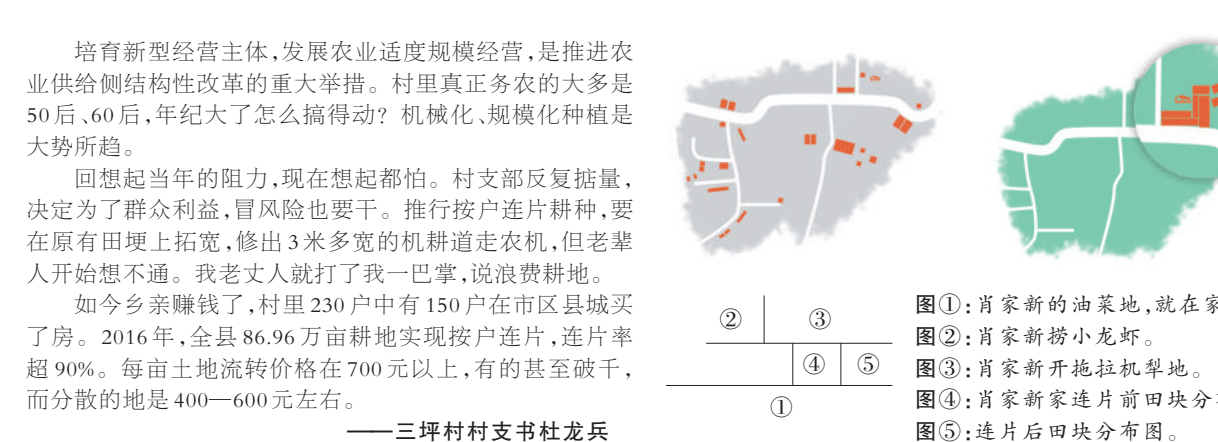 培育新型经营主体,发展农业适度规模经营,是推进农
业供给侧结构性改革的重大举措。村里真正务农的大多是
50后、60后,年纪大了怎么搞得动？机械化、规模化种植是
大势所趋。
回想起当年的阻力,现在想起都怕。村支部反复掂量,
决定为了群众利益,冒风险也要干。推行按户连片耕种,要
在原有田埂上拓宽,修出3米多宽的机耕道走农机,但老辈
人开始想不通。我老丈人就打了我一巴掌,说浪费耕地。
如今乡亲赚钱了,村里230户中有150户在市区县城买
了房。2016年,全县86.96万亩耕地实现按户连片,连片率
超90%。每亩土地流转价格在700元以上,有的甚至破千,
而分散的地是400—600元左右。
——三坪村村支书杜龙兵
② ③
④ ⑤
①
图①:肖家新的油菜地,就在家
图②:肖家新捞小龙虾。
图③:肖家新开拖拉机犁地。
图④:肖家新家连片前田块分
图⑤:连片后田块分布图。